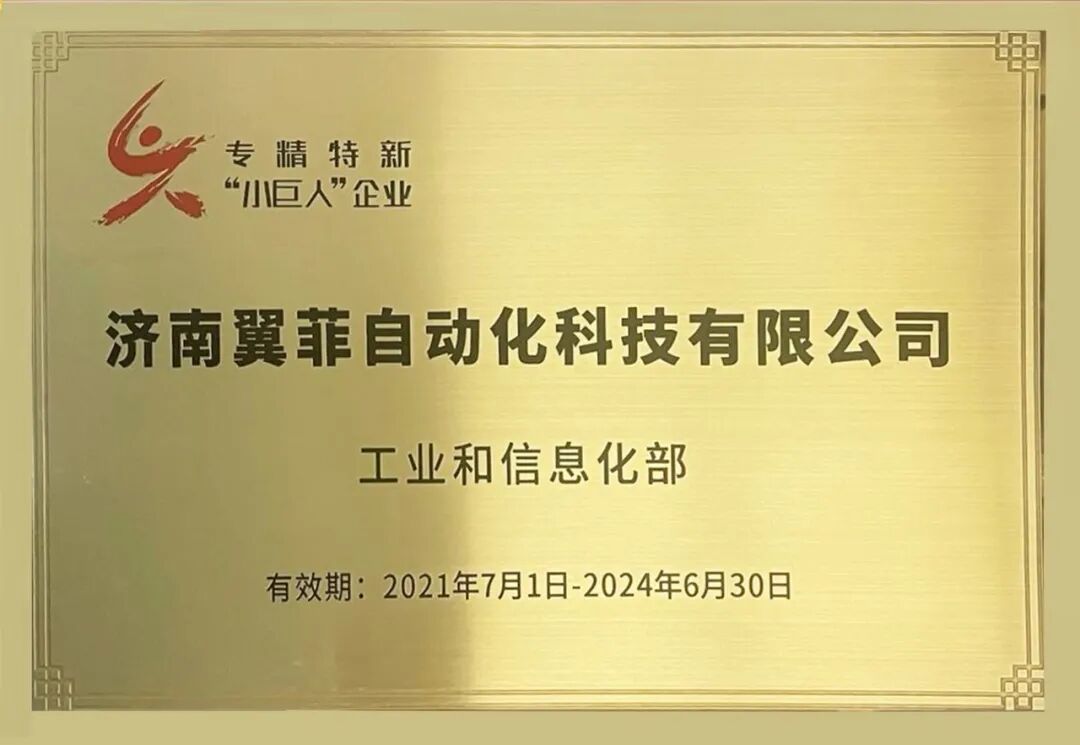 专精特新
“小巨人”企业
济南翼菲自动化科技有限公司
工业和信息化部
有效期：2021年7月1日-2024年6月30日